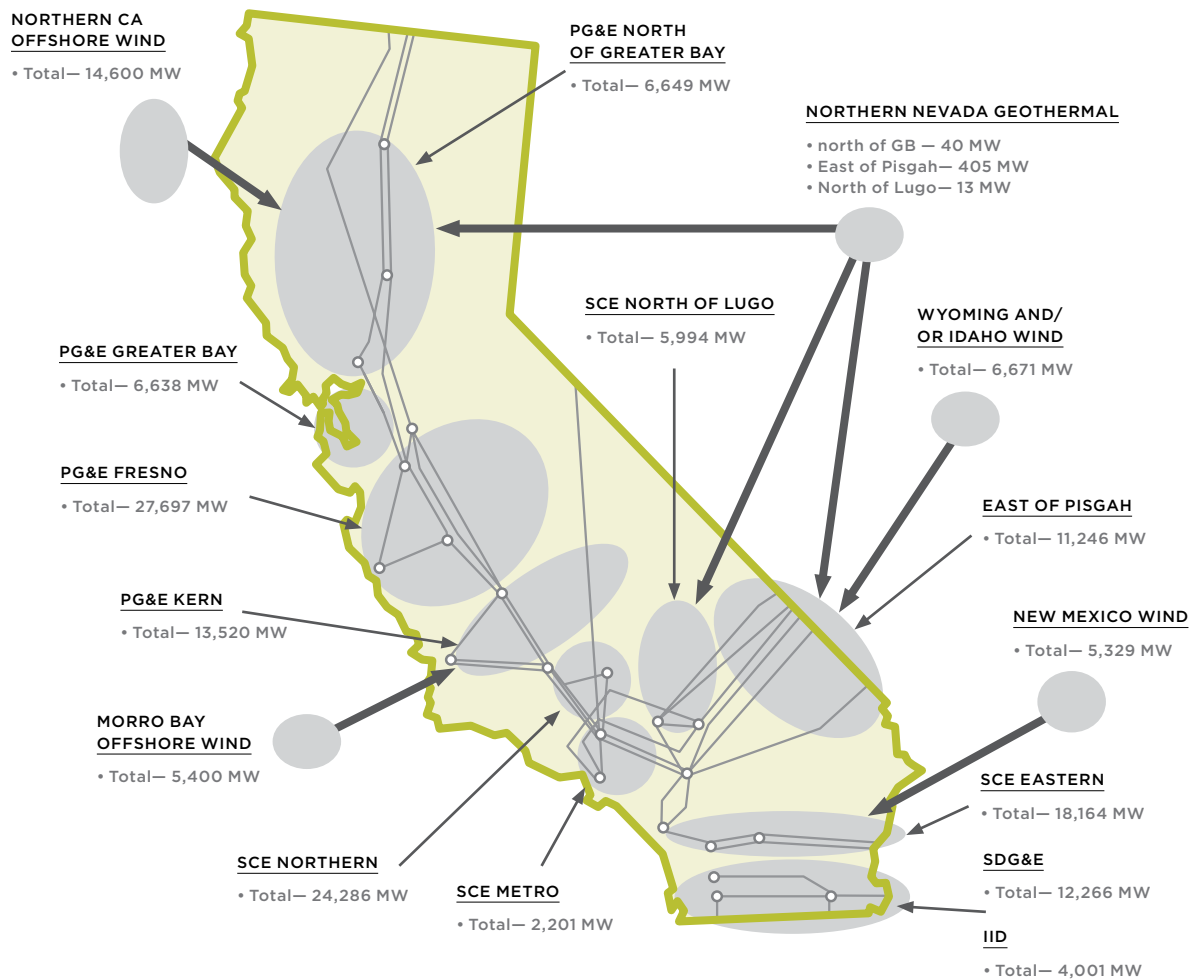 NORTHERN CA
OFFSHORE WIND
• Total— 14,600 MW
PG&E NORTH
OF GREATER BAY
• Total— 6,649 MW
NORTHERN NEVADA GEOTHERMAL
• north of GB — 40 MW
• East of Pisgah— 405 MW
• North of Lugo— 13 MW
SCE NORTH OF LUGO
• Total— 5,994 MW
WYOMING AND/
OR IDAHO WIND
• Total— 6,671 MW
PG&E GREATER BAY
• Total— 6,638 MW
PG&E FRESNO
• Total— 27,697 MW
EAST OF PISGAH
• Total— 11,246 MW
PG&E KERN
• Total— 13,520 MW
NEW MEXICO WIND
• Total— 5,329 MW
MORRO BAY
OFFSHORE WIND
• Total— 5,400 MW
SCE EASTERN
• Total— 18,164 MW
SCE NORTHERN
• Total— 24,286 MW
SCE METRO
• Total— 2,201 MW
SDG&E
• Total— 12,266 MW
IID
• Total— 4,001 MW